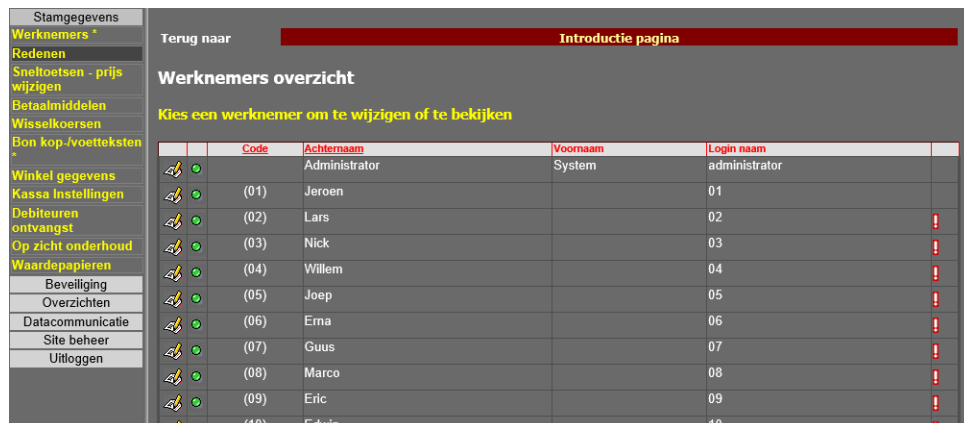 Stamgegevens
Werknemers *
Redenen
Sneltoetsen - prijs
wijzigen
Betaalmiddelen
Wisselkoersen
Bon kop-/voetteksten
*
Winkel gegevens
Kassa Instellingen
Debiteuren
ontvangst
Op zicht onderhoud
Waardepapieren
Beveiliging
Overzichten
Datacommunicatie
Site beheer
Uitloggen
Terug naar Introductie pagina
Werknemers overzicht
Kies een werknemer om te wijzigen of te bekijken
Code Achternaam Voornaam Login naam
Administrator System administrator
(01) Jeroen 01
(02) Lars 02
(03) Nick 03
(04) Willem 04
(05) Joep 05
(06) Erna 06
(07) Guus 07
(08) Marco 08
(09) Eric 09
(10) Edwin 10